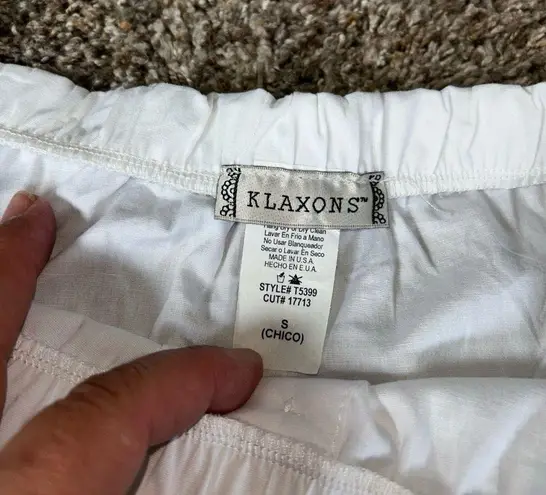 KLAXONS™
Hang Dry or Dry Clean
Lavar En Frio a Mano
No Usar Blanqueador
Secar o Lavar En Seco
MADE IN U.S.A.
HECHO EN E.U.A.
STYLE# T5399
CUT# 17713
S
(CHICO)